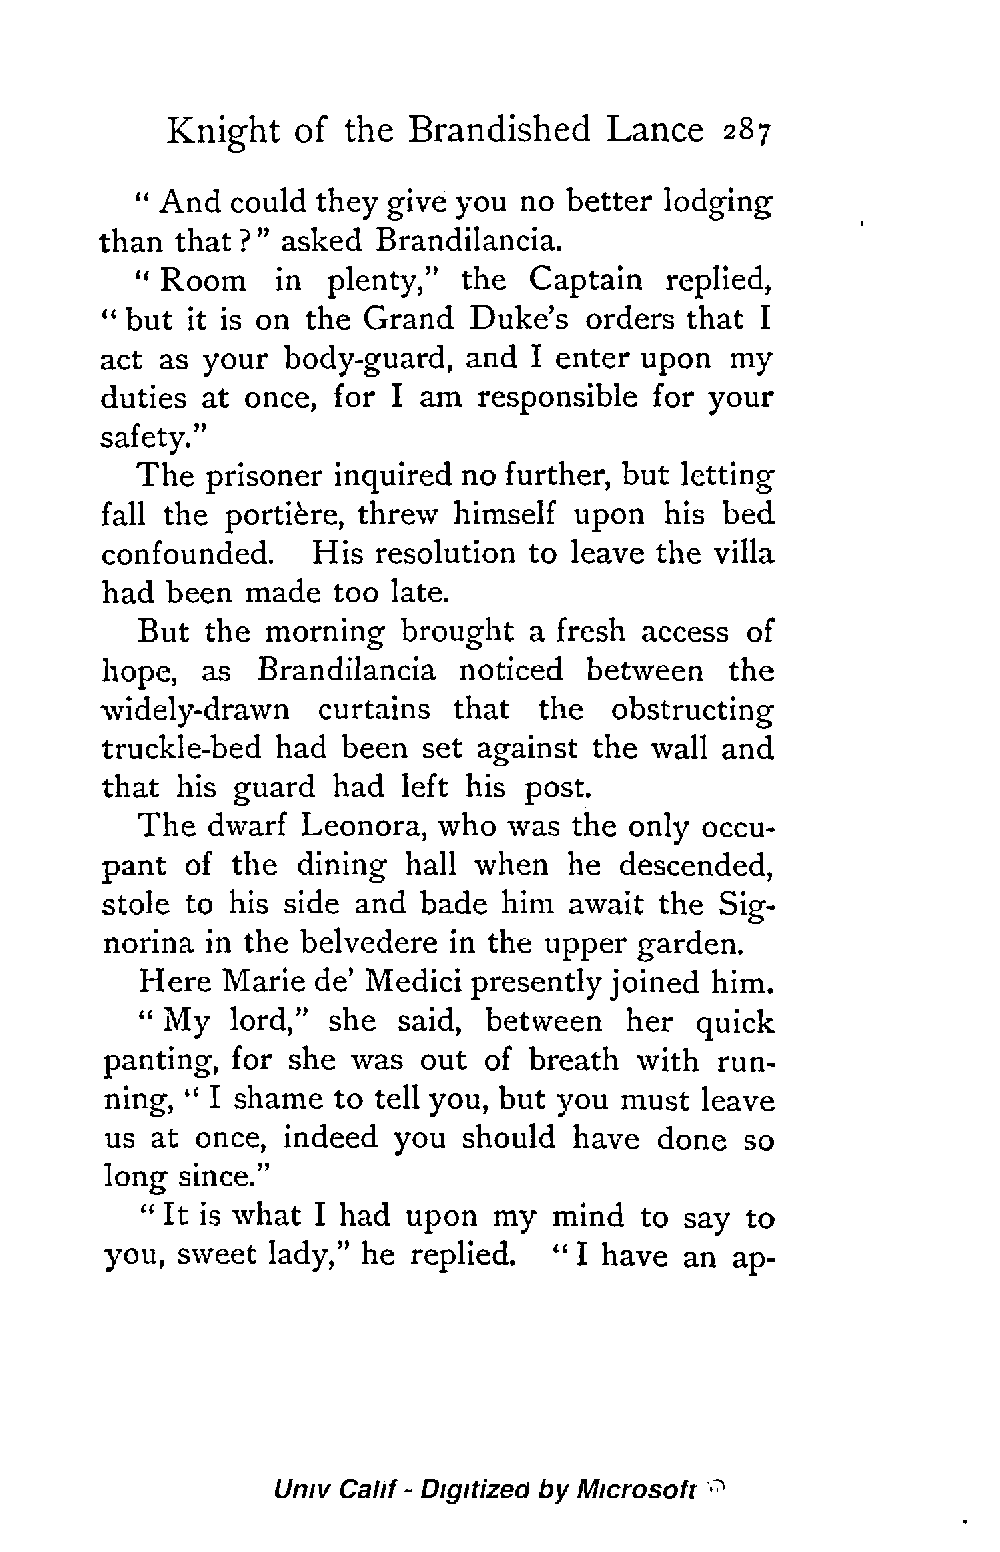 Knight of the Brandished Lance 287
" And could they give you no better lodging
than that ? " asked Brandilancia.
" Room in plenty," the Captain replied,
" but it is on the Grand Duke's orders that I
act as your body-guard, and I enter upon my
duties at once, for I am responsible for your
safety."
The prisoner inquired no further, but letting
fall the portière, threw himself upon his bed
confounded. His resolution to leave the villa
had been made too late.
But the morning brought a fresh access of
hope, as Brandilancia noticed between the
widely-drawn curtains that the obstructing
truckle-bed had been set against the wall and
that his guard had left his post.
The dwarf Leonora, who was the only occu-
pant of the dining hall when he descended,
stole to his side and bade him await the Sig-
norina in the belvedere in the upper garden.
Here Marie de' Medici presently joined him.
" My lord," she said, between her quick
panting, for she was out of breath with run-
ning, " I shame to tell you, but you must leave
us at once, indeed you should have done so
long since."
" It is what I had upon my mind to say to
you, sweet lady," he replied. " I have an ap-
Univ Calif - Digitized by Microsoft ®